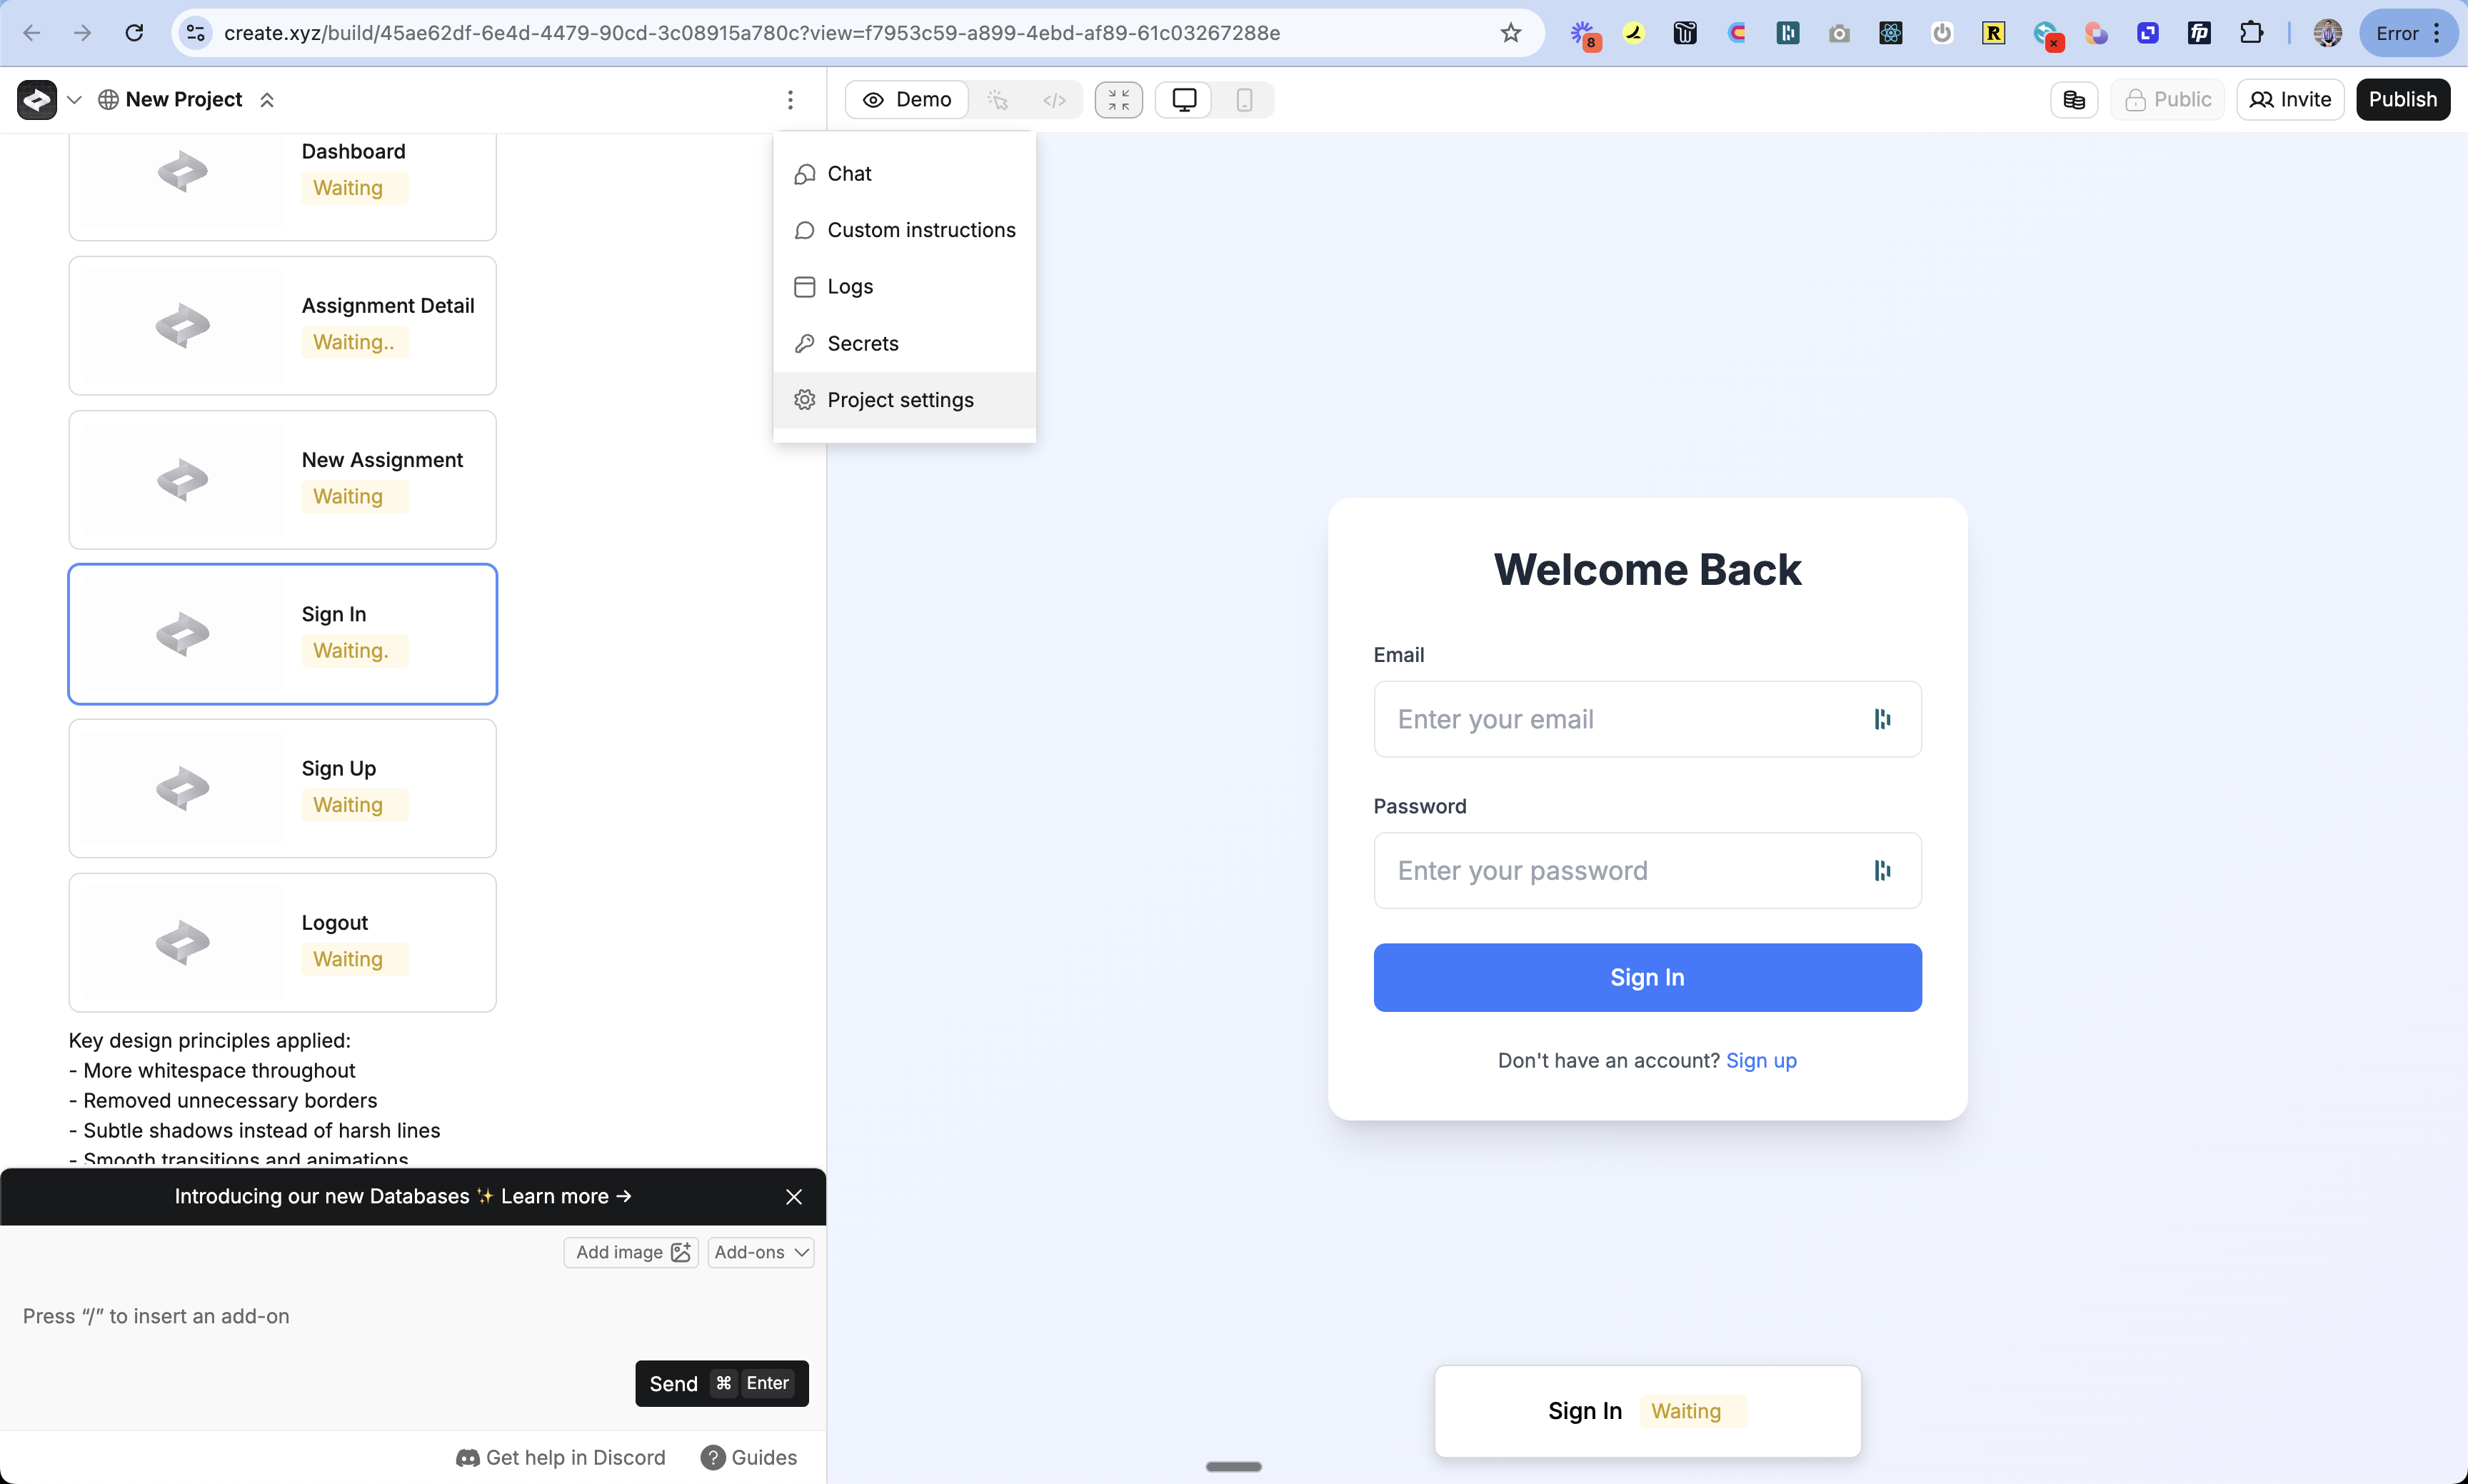 create.xyz/build/45ae62df-6e4d-4479-90cd-3c08915a780c?view=f7953c59-a899-4ebd-af89-61c03267288e
8
R
fp
Error
New Project
Demo
Public
Invite
Publish
Chat
Custom instructions
Logs
Secrets
Project settings
Dashboard
Waiting
Assignment Detail
Waiting..
New Assignment
Waiting
Sign In
Waiting.
Sign Up
Waiting
Logout
Waiting
Key design principles applied:
- More whitespace throughout
- Removed unnecessary borders
- Subtle shadows instead of harsh lines
- Smooth transitions and animations
Introducing our new Databases ✨ Learn more →
Add image
Add-ons
Press “/” to insert an add-on
Send ⌘ Enter
Get help in Discord
? Guides
Welcome Back
Email
Enter your email
Password
Enter your password
Sign In
Don't have an account? Sign up
Sign In Waiting